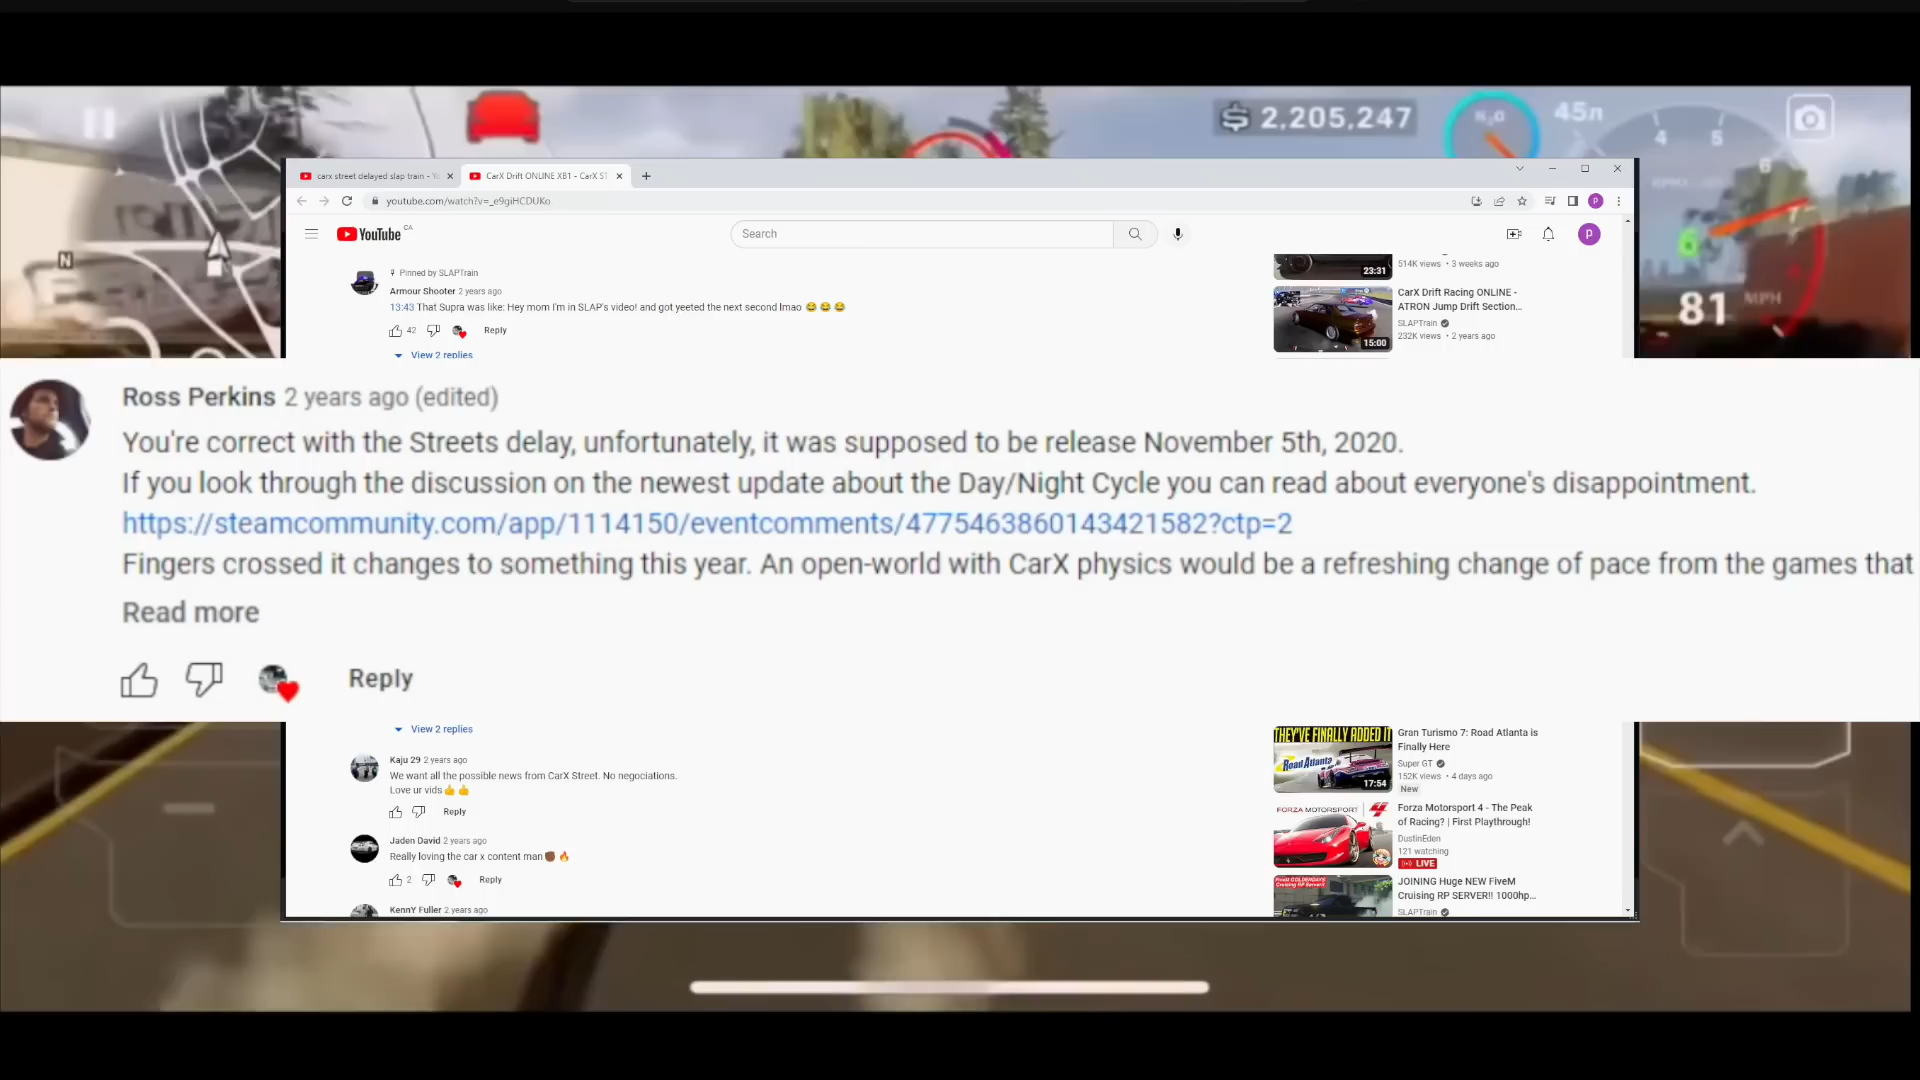 $ 2,205,247
N₂O
45л
4 5
6
7
6
81 MPH
N
carx street delayed slap train - Yo
CarX Drift ONLINE XB1 - CarX ST
youtube.com/watch?v=_e9giHCDUKo
YouTube CA
Search
P
P
Pinned by SLAPTrain
Armour Shooter 2 years ago
13:43 That Supra was like: Hey mom I'm in SLAP's video! and got yeeted the next second lmao 😂 😂 😂
42 Reply
View 2 replies
23:31
514K views • 3 weeks ago
CarX Drift Racing ONLINE -
ATRON Jump Drift Section...
SLAPTrain
232K views • 2 years ago
15:00
Ross Perkins 2 years ago (edited)
You're correct with the Streets delay, unfortunately, it was supposed to be release November 5th, 2020.
If you look through the discussion on the newest update about the Day/Night Cycle you can read about everyone's disappointment.
https://steamcommunity.com/app/1114150/eventcomments/4775463860143421582?ctp=2
Fingers crossed it changes to something this year. An open-world with CarX physics would be a refreshing change of pace from the games that
Read more
Reply
View 2 replies
Kaju 29 2 years ago
We want all the possible news from CarX Street. No negociations.
Love ur vids👍 👍
Reply
Jaden David 2 years ago
Really loving the car x content man✊🏾 🔥
2 Reply
KennY Fuller 2 years ago
THEY'VE FINALLY ADDED IT
Road Atlanta
17:54
Gran Turismo 7: Road Atlanta is
Finally Here
Super GT
152K views • 4 days ago
New
FORZA MOTORSPORT 4
Forza Motorsport 4 - The Peak
of Racing? | First Playthrough!
DustinEden
121 watching
LIVE
Cruising RP Server!!
JOINING Huge NEW FiveM
Cruising RP SERVER!! 1000hp...
SLAPTrain